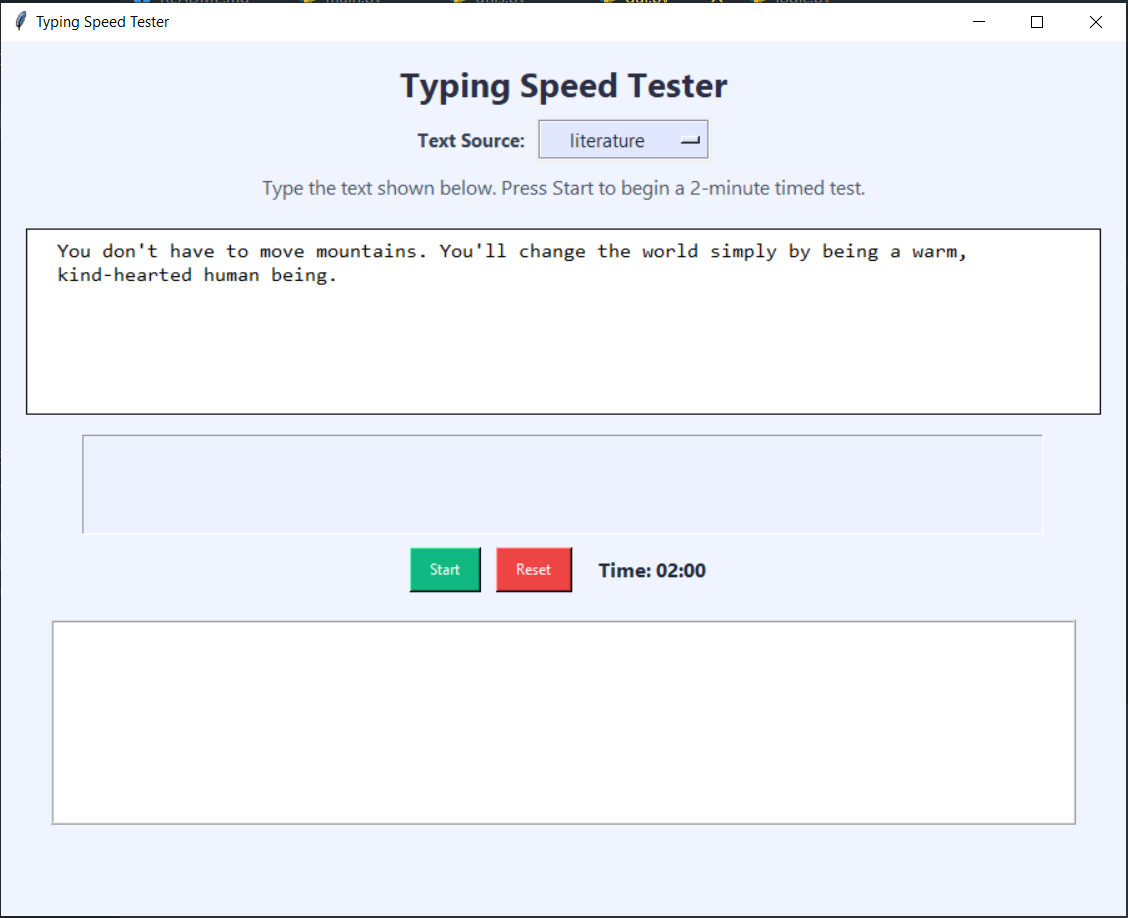 Typing Speed Tester
Typing Speed Tester
Text Source: literature
Type the text shown below. Press Start to begin a 2-minute timed test.
You don't have to move mountains. You'll change the world simply by being a warm,
kind-hearted human being.
Start Reset Time: 02:00